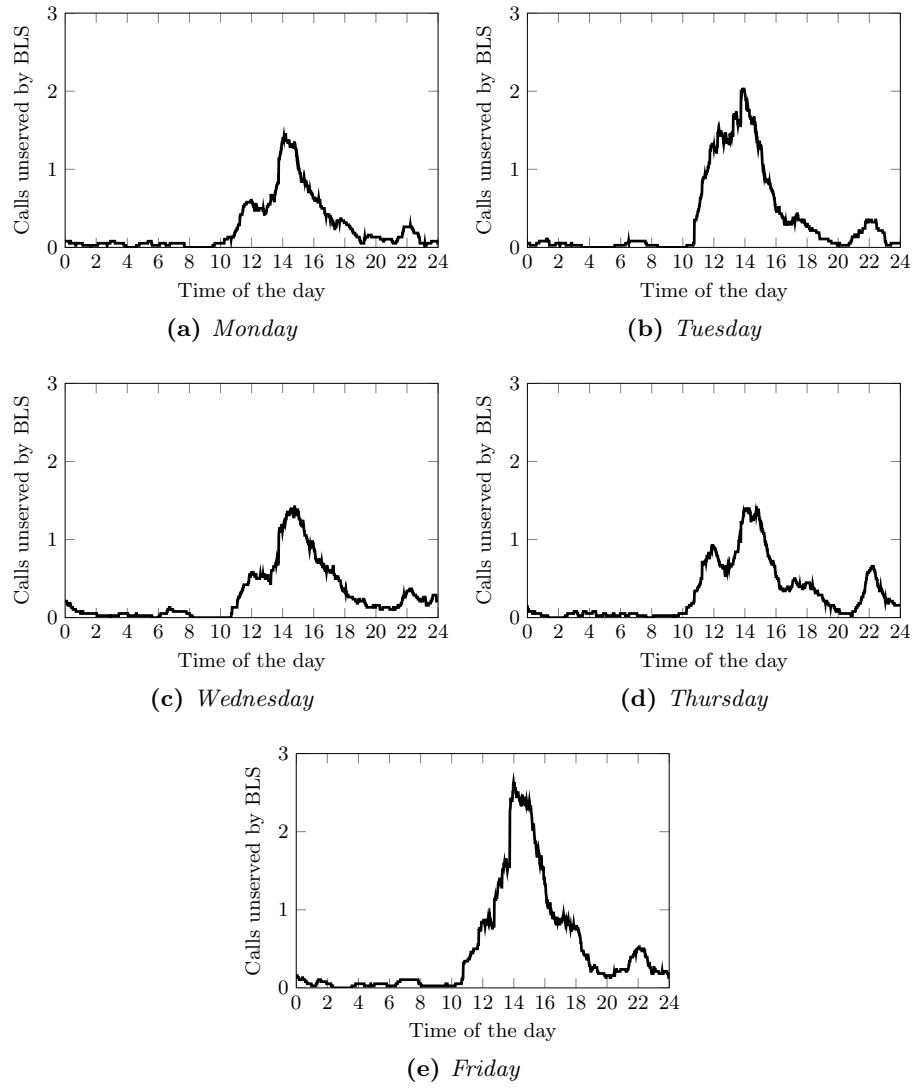 3
2
1
0
Calls unserved by BLS
0 2 4 6 8 10 12 14 16 18 20 22 24
Time of the day
(a) Monday
3
2
1
0
Calls unserved by BLS
0 2 4 6 8 10 12 14 16 18 20 22 24
Time of the day
(b) Tuesday
3
2
1
0
Calls unserved by BLS
0 2 4 6 8 10 12 14 16 18 20 22 24
Time of the day
(c) Wednesday
3
2
1
0
Calls unserved by BLS
0 2 4 6 8 10 12 14 16 18 20 22 24
Time of the day
(d) Thursday
3
2
1
0
Calls unserved by BLS
0 2 4 6 8 10 12 14 16 18 20 22 24
Time of the day
(e) Friday